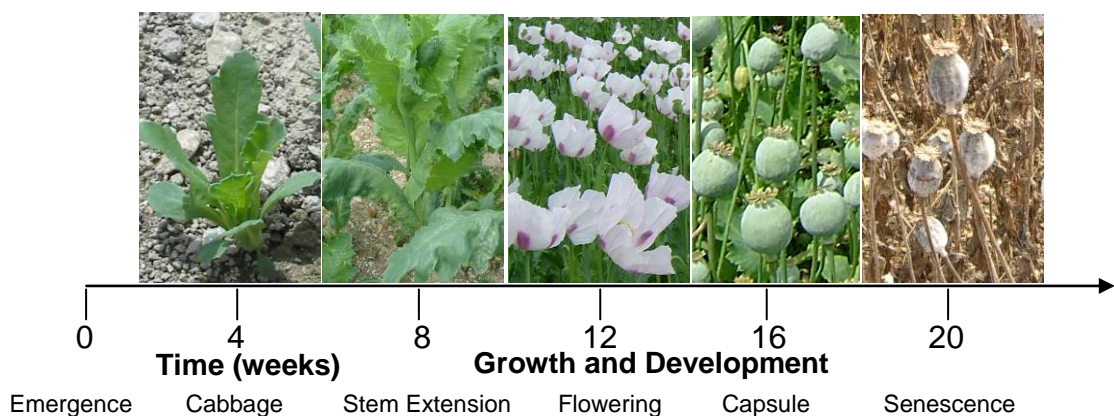 0 4 8 12 16 20
Time (weeks) Growth and Development
Emergence Cabbage Stem Extension Flowering Capsule Senescence